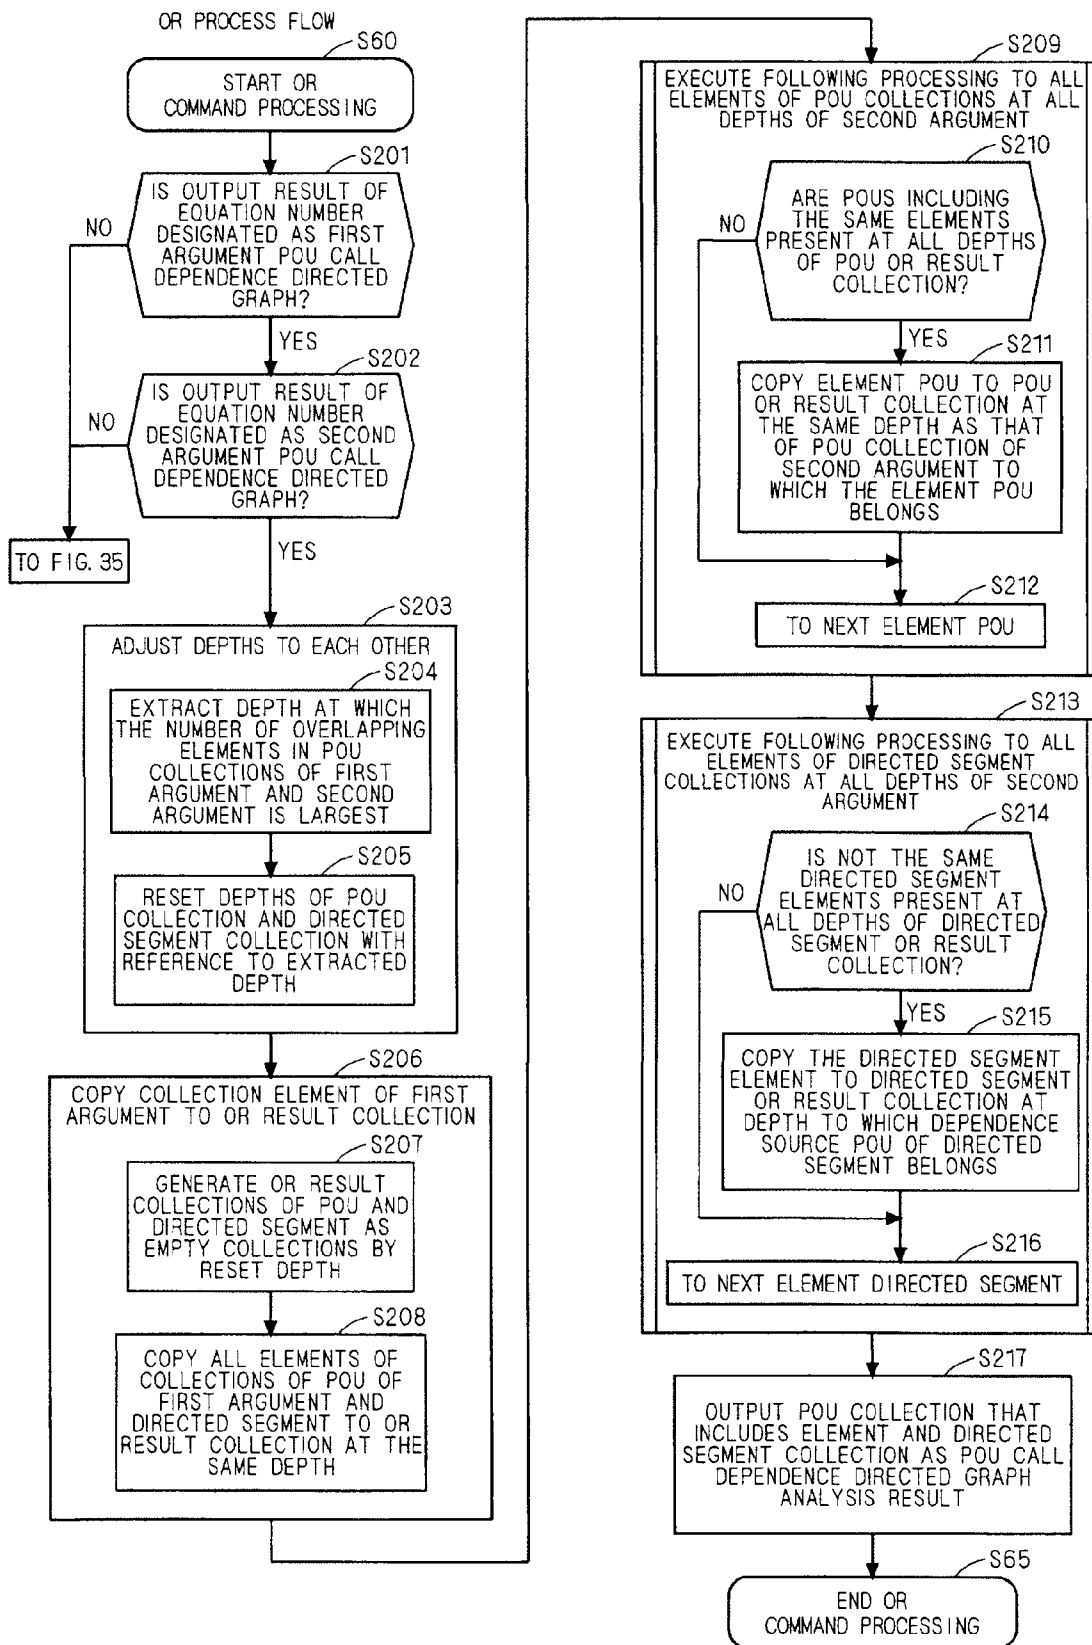 OR PROCESS FLOW
S60
START OR
COMMAND PROCESSING
S201
IS OUTPUT RESULT OF
EQUATION NUMBER
DESIGNATED AS FIRST
ARGUMENT POU CALL
DEPENDENCE DIRECTED
GRAPH?
NO
YES
S202
IS OUTPUT RESULT OF
EQUATION NUMBER
DESIGNATED AS SECOND
ARGUMENT POU CALL
DEPENDENCE DIRECTED
GRAPH?
NO
YES
TO FIG. 35
S203
ADJUST DEPTHS TO EACH OTHER
S204
EXTRACT DEPTH AT WHICH
THE NUMBER OF OVERLAPPING
ELEMENTS IN POU
COLLECTIONS OF FIRST
ARGUMENT AND SECOND
ARGUMENT IS LARGEST
S205
RESET DEPTHS OF POU
COLLECTION AND DIRECTED
SEGMENT COLLECTION WITH
REFERENCE TO EXTRACTED
DEPTH
S206
COPY COLLECTION ELEMENT OF FIRST
ARGUMENT TO OR RESULT COLLECTION
S207
GENERATE OR RESULT
COLLECTIONS OF POU AND
DIRECTED SEGMENT AS
EMPTY COLLECTIONS BY
RESET DEPTH
S208
COPY ALL ELEMENTS OF
COLLECTIONS OF POU OF
FIRST ARGUMENT AND
DIRECTED SEGMENT TO OR
RESULT COLLECTION AT THE
SAME DEPTH
S209
EXECUTE FOLLOWING PROCESSING TO ALL
ELEMENTS OF POU COLLECTIONS AT ALL
DEPTHS OF SECOND ARGUMENT
S210
ARE POUS INCLUDING
THE SAME ELEMENTS
PRESENT AT ALL DEPTHS
OF POU OR RESULT
COLLECTION?
NO
YES
S211
COPY ELEMENT POU TO POU
OR RESULT COLLECTION AT
THE SAME DEPTH AS THAT
OF POU COLLECTION OF
SECOND ARGUMENT TO
WHICH THE ELEMENT POU
BELONGS
S212
TO NEXT ELEMENT POU
S213
EXECUTE FOLLOWING PROCESSING TO ALL
ELEMENTS OF DIRECTED SEGMENT
COLLECTIONS AT ALL DEPTHS OF SECOND
ARGUMENT
S214
IS NOT THE SAME
DIRECTED SEGMENT
ELEMENTS PRESENT AT
ALL DEPTHS OF DIRECTED
SEGMENT OR RESULT
COLLECTION?
NO
YES
S215
COPY THE DIRECTED SEGMENT
ELEMENT TO DIRECTED SEGMENT
OR RESULT COLLECTION AT
DEPTH TO WHICH DEPENDENCE
SOURCE POU OF DIRECTED
SEGMENT BELONGS
S216
TO NEXT ELEMENT DIRECTED SEGMENT
S217
OUTPUT POU COLLECTION THAT
INCLUDES ELEMENT AND DIRECTED
SEGMENT COLLECTION AS POU CALL
DEPENDENCE DIRECTED GRAPH
ANALYSIS RESULT
S65
END OR
COMMAND PROCESSING